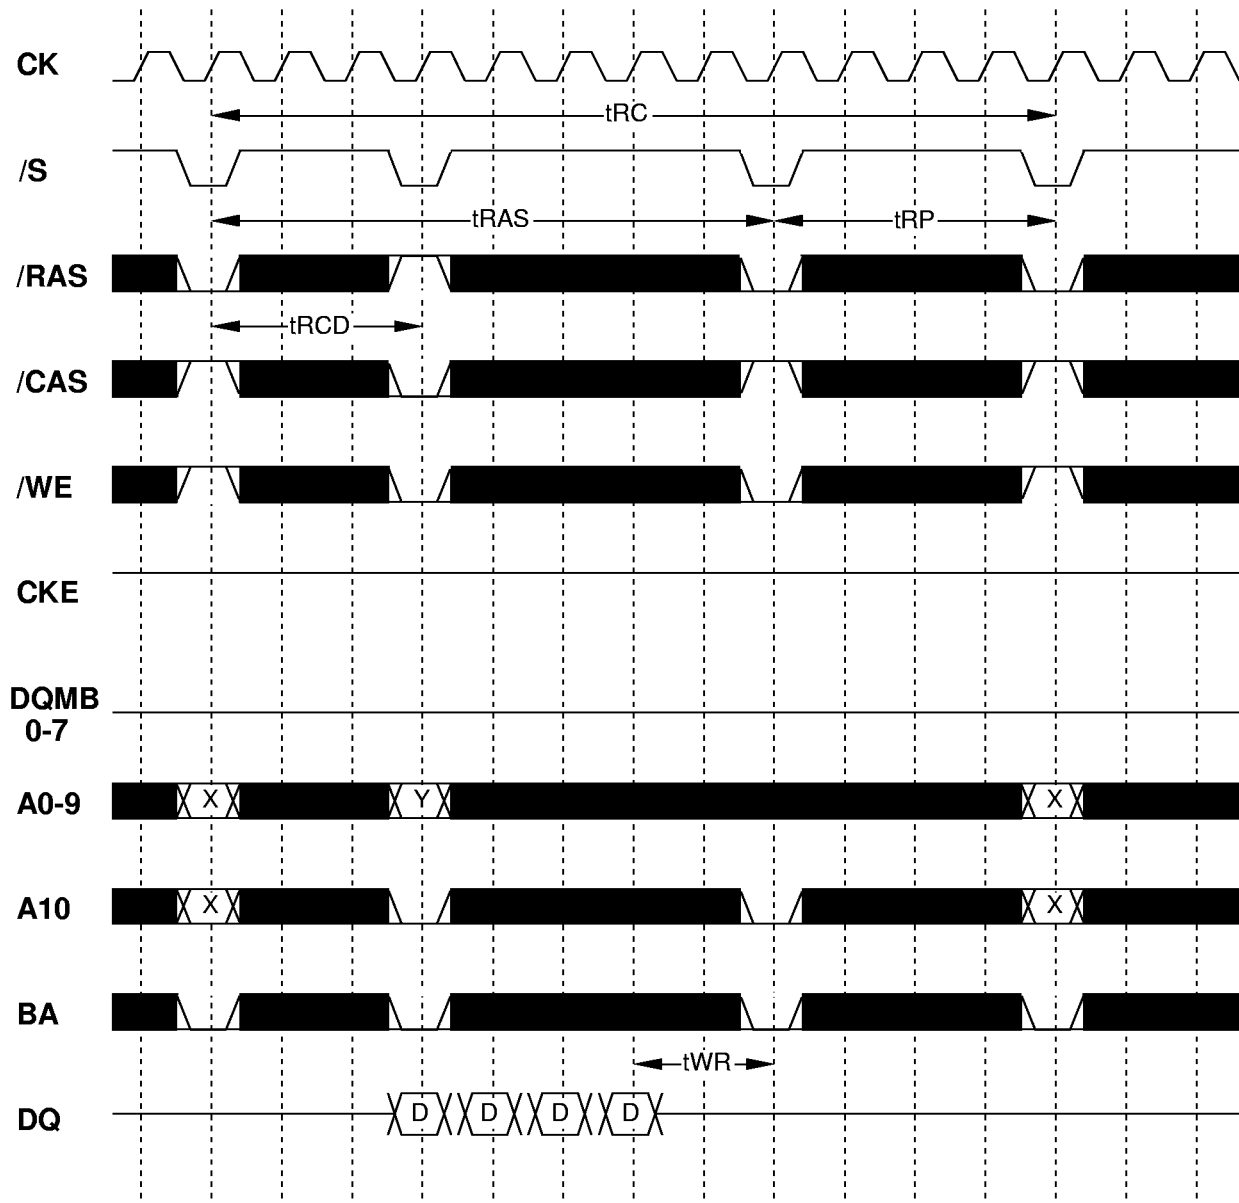 CK
tRC
/S
tRAS tRP
/RAS
tRCD
/CAS
/WE
CKE
DQMB
0-7
A0-9 X Y X
A10 X X
BA
tWR
DQ D D D D